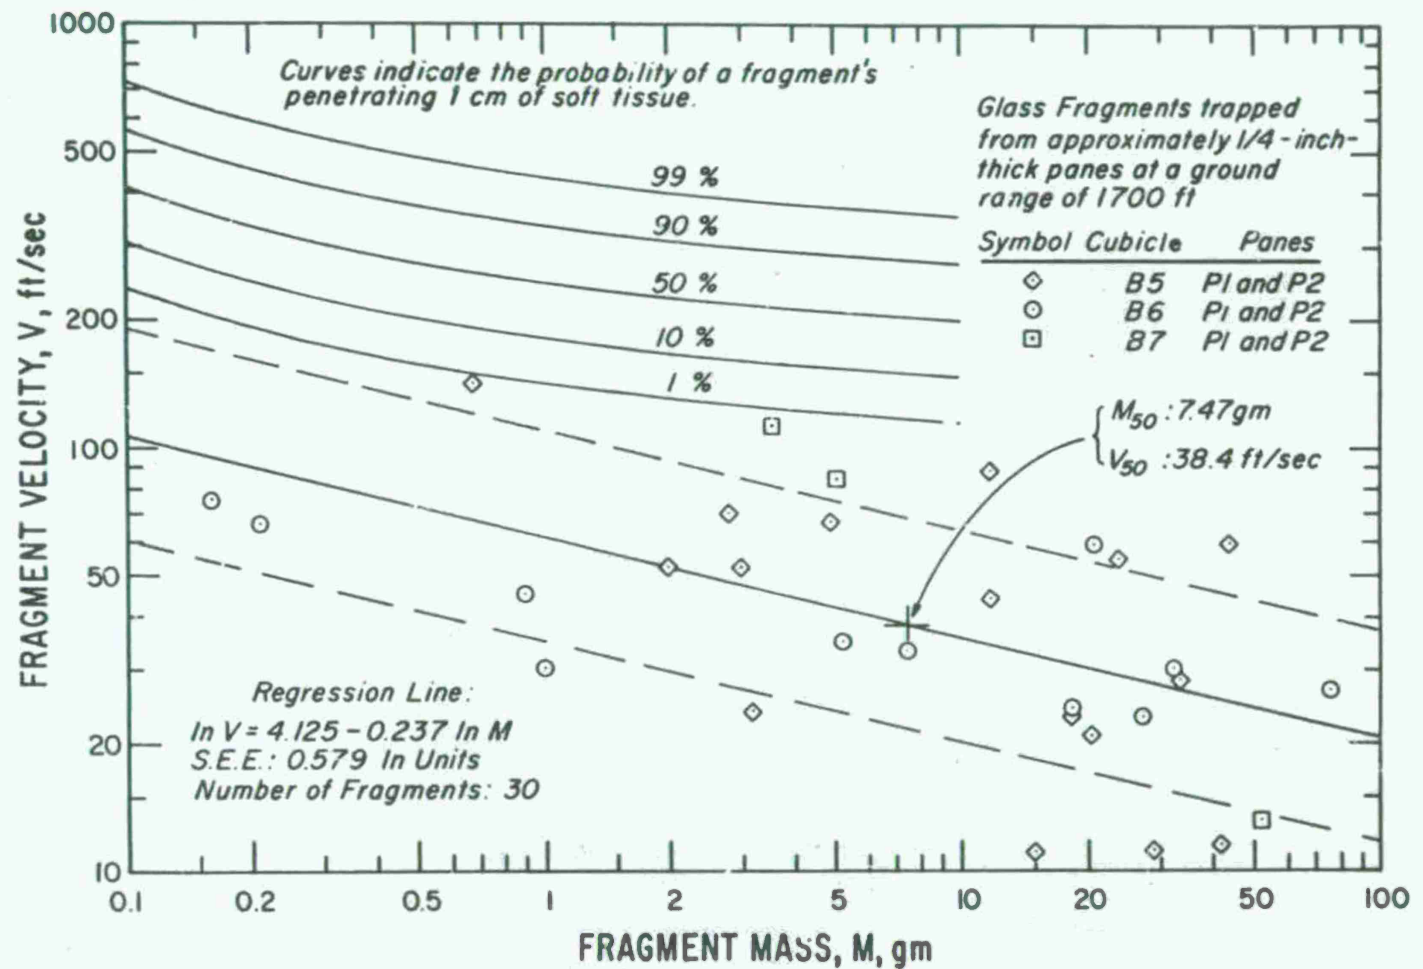 1000
500
200
100
50
20
10
FRAGMENT VELOCITY, V, ft/sec
Curves indicate the probability of a fragment's
penetrating 1 cm of soft tissue.
Glass Fragments trapped
from approximately 1/4-inch-
thick panes at a ground
range of 1700 ft
Symbol Cubicle Panes
B5 P1 and P2
B6 P1 and P2
B7 P1 and P2
99 %
90 %
50 %
10 %
1 %
M50 : 7.47gm
V50 : 38.4 ft/sec
Regression Line:
ln V = 4.125 - 0.237 ln M
S.E.E.: 0.579 ln Units
Number of Fragments: 30
0.1 0.2 0.5 1 2 5 10 20 50 100
FRAGMENT MASS, M, gm